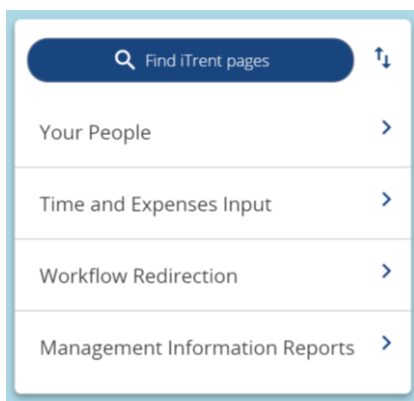 Find iTrent pages
Your People
Time and Expenses Input
Workflow Redirection
Management Information Reports